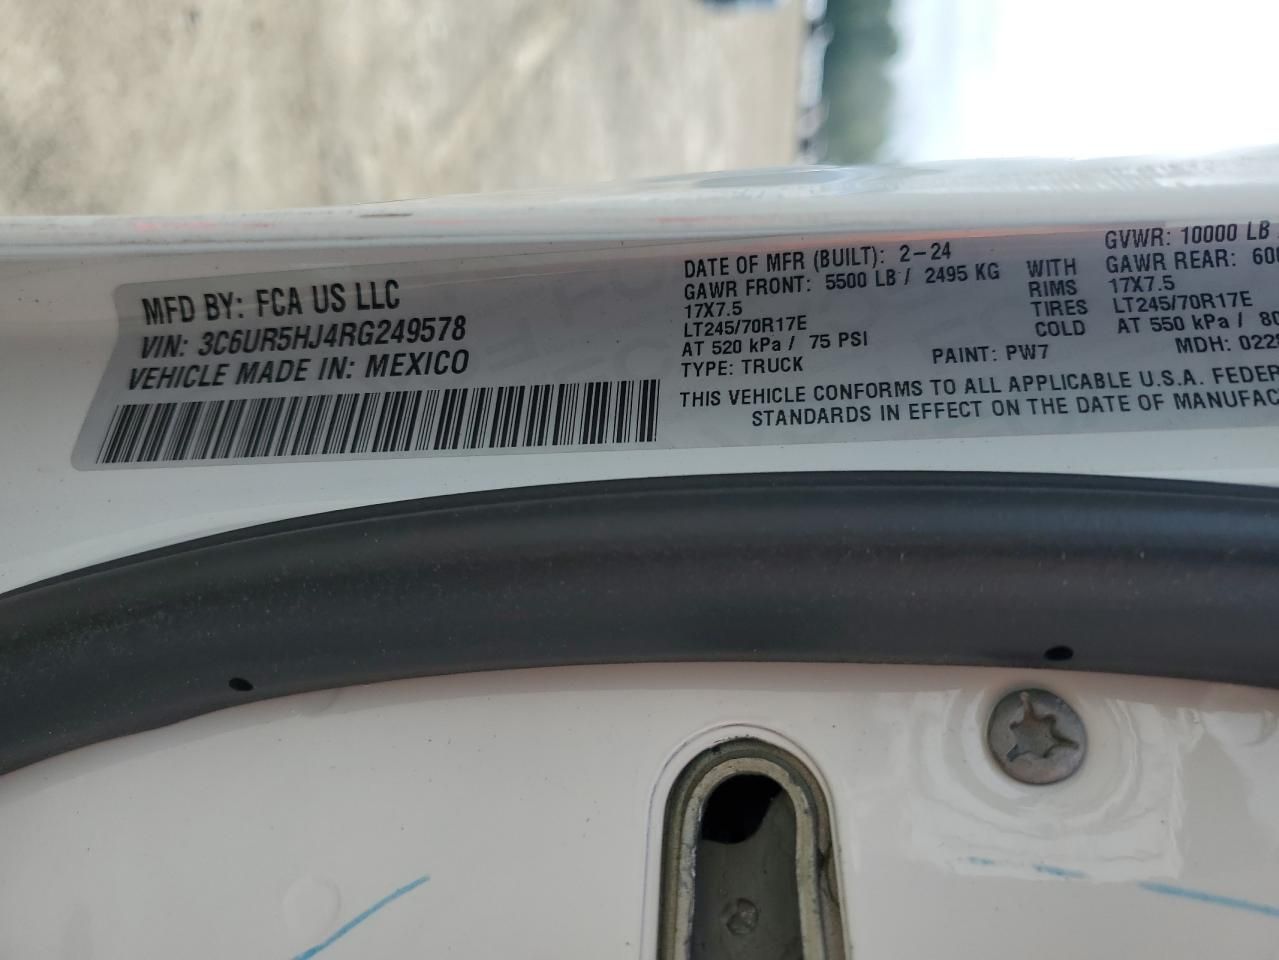 MFD BY: FCA US LLC
VIN: 3C6UR5HJ4RG249578
VEHICLE MADE IN: MEXICO
DATE OF MFR (BUILT): 2-24
GVWR: 10000 LB
GAWR FRONT: 5500 LB / 2495 KG WITH GAWR REAR:
17X7.5 RIMS 17X7.5
LT245/70R17E TIRES LT245/70R17E
AT 520 kPa / 75 PSI COLD AT 550 kPa / 80
TYPE: TRUCK PAINT: PW7 MDH:
THIS VEHICLE CONFORMS TO ALL APPLICABLE U.S.A. FEDER
STANDARDS IN EFFECT ON THE DATE OF MANUFAC